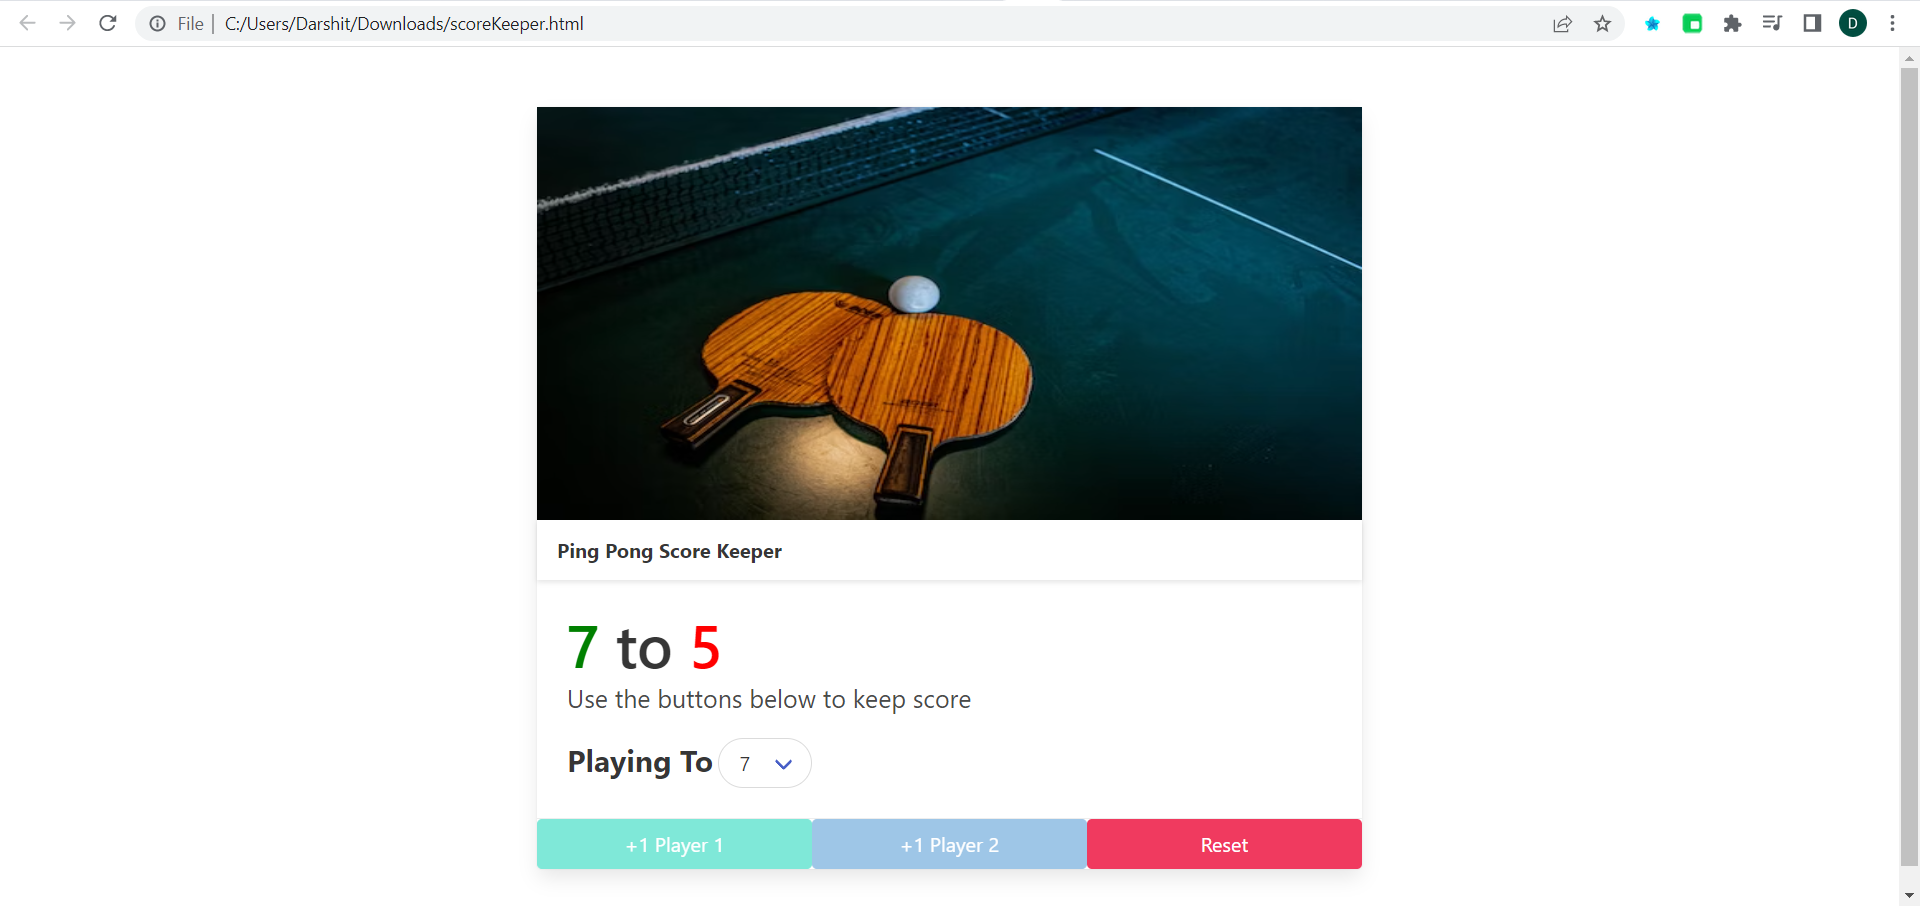 File | C:/Users/Darshit/Downloads/scoreKeeper.html
D
Ping Pong Score Keeper
7 to 5
Use the buttons below to keep score
Playing To 7
+1 Player 1 +1 Player 2 Reset